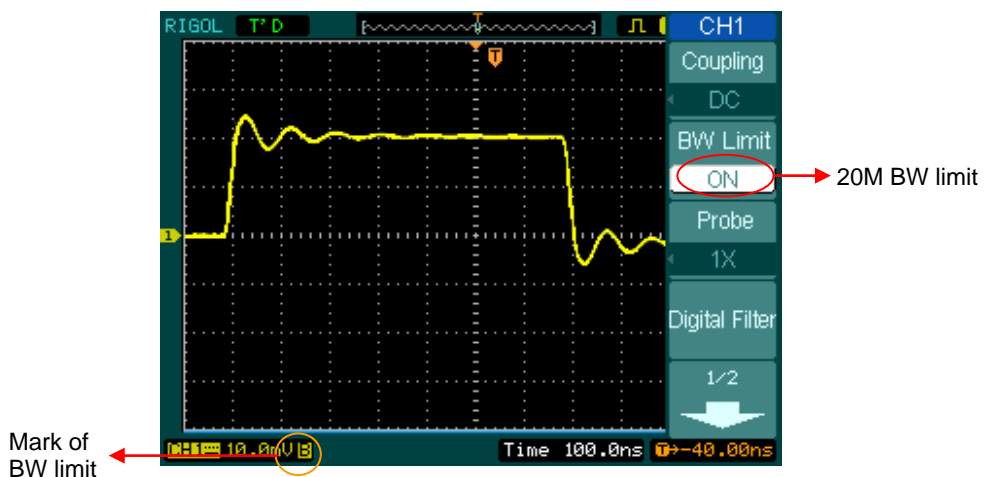 RIGOL T'D CH1
T
Coupling
DC
BW Limit
ON
20M BW limit
Probe
1X
Digital Filter
1/2
1
Mark of
BW limit
CH1 10.0mV B Time 100.0ns T→-40.00ns